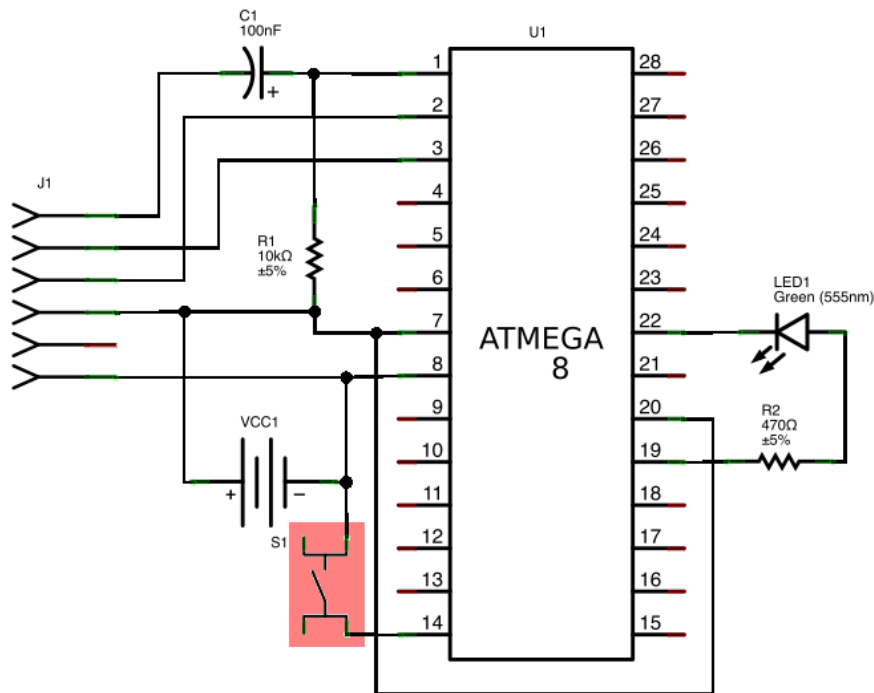 C1
100nF
+
U1
1
2
3
4
5
6
7
8
9
10
11
12
13
14
28
27
26
25
24
23
22
21
20
19
18
17
16
15
ATMEGA
8
J1
R1
10kΩ
±5%
LED1
Green (555nm)
R2
470Ω
±5%
VCC1
+ −
S1